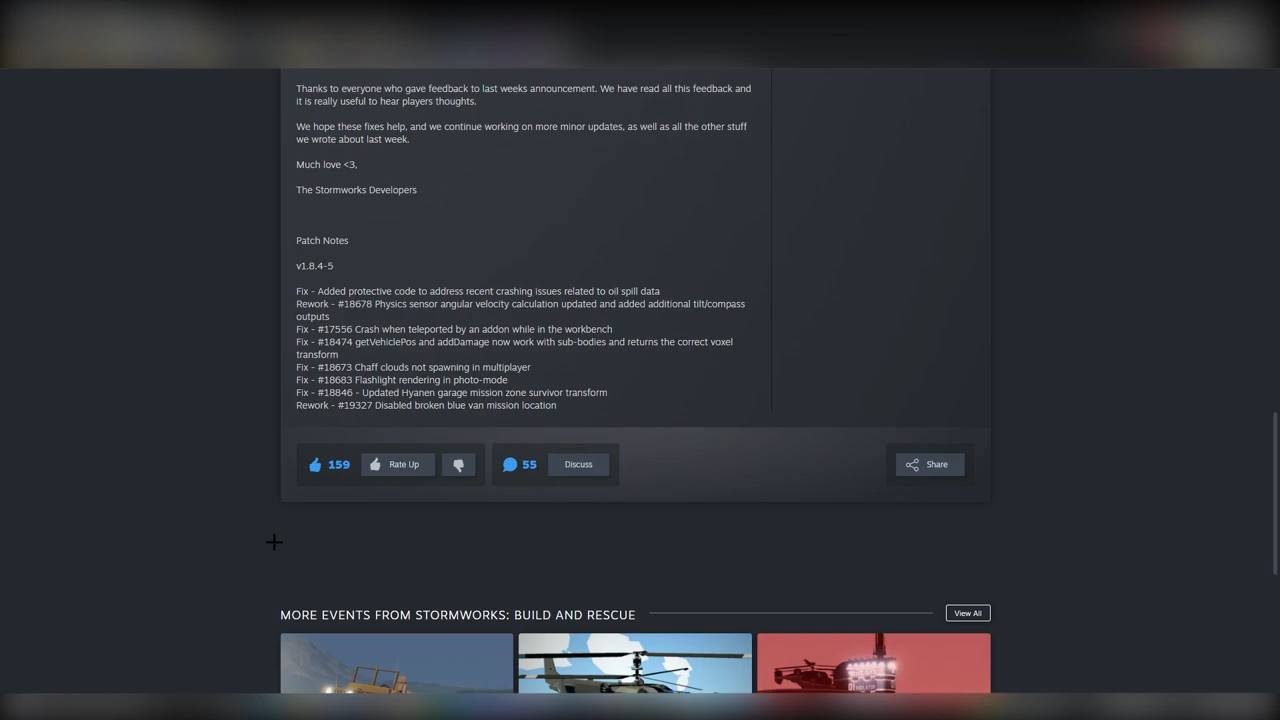 Thanks to everyone who gave feedback to last weeks announcement. We have read all this feedback and
it is really useful to hear players thoughts.
We hope these fixes help, and we continue working on more minor updates, as well as all the other stuff
we wrote about last week.
Much love <3,
The Stormworks Developers
Patch Notes
v1.8.4-5
Fix - Added protective code to address recent crashing issues related to oil spill data
Rework - #18678 Physics sensor angular velocity calculation updated and added additional tilt/compass
outputs
Fix - #17556 Crash when teleported by an addon while in the workbench
Fix - #18474 getVehiclePos and addDamage now work with sub-bodies and returns the correct voxel
transform
Fix - #18673 Chaff clouds not spawning in multiplayer
Fix - #18683 Flashlight rendering in photo-mode
Fix - #18846 - Updated Hyanen garage mission zone survivor transform
Rework - #19327 Disabled broken blue van mission location
159 Rate Up 55 Discuss Share
MORE EVENTS FROM STORMWORKS: BUILD AND RESCUE View All